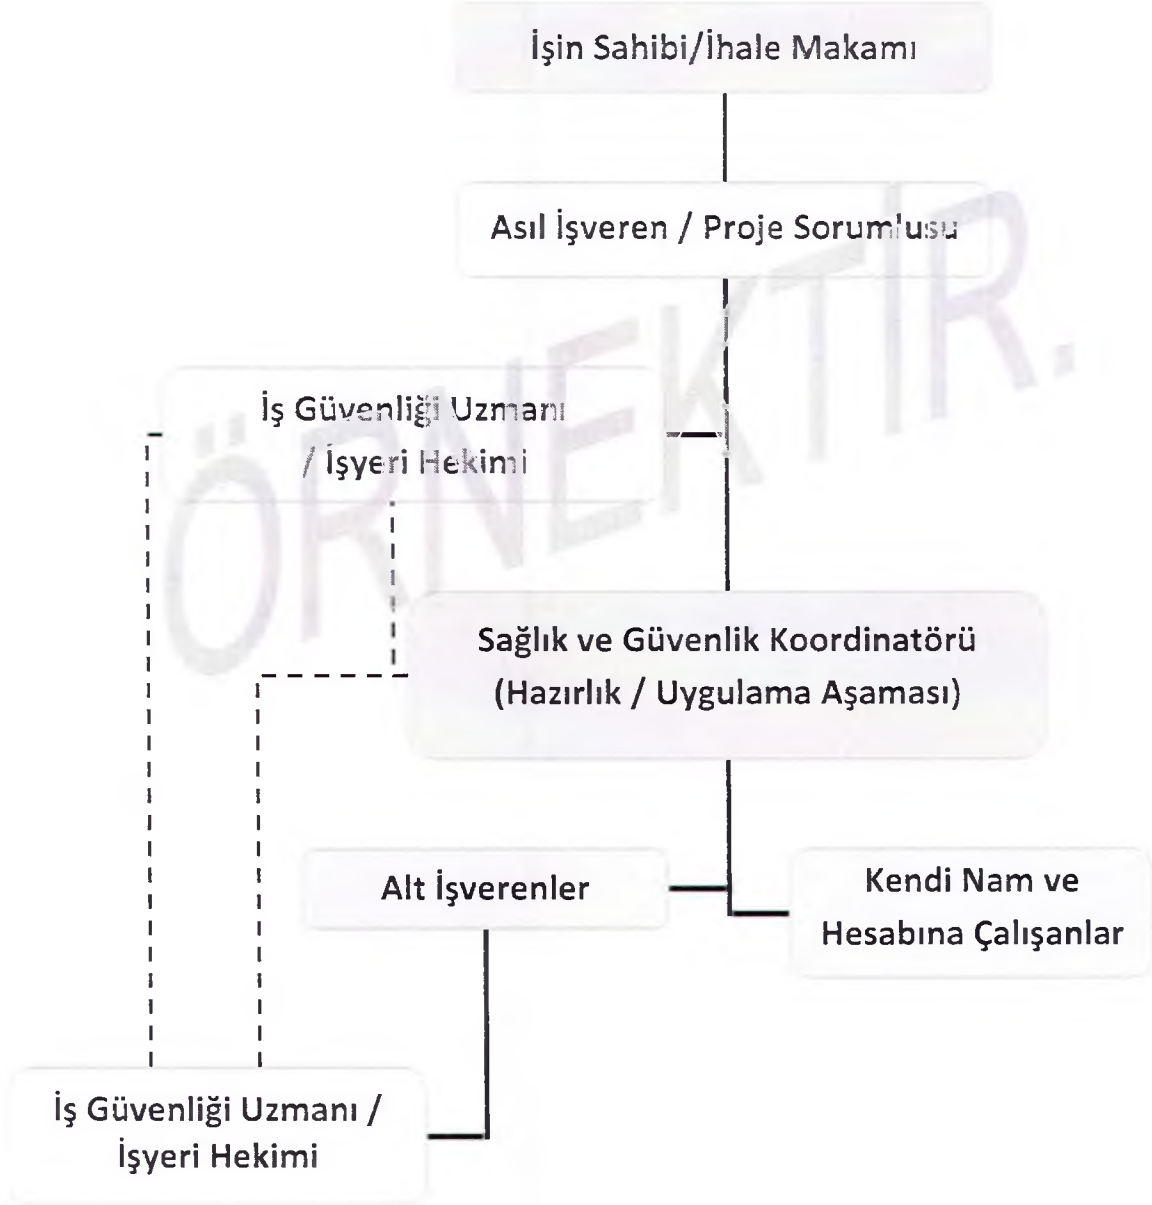 İşin Sahibi/İhale Makamı
Asıl İşveren / Proje Sorumlusu
İş Güvenliği Uzmanı
/ İşyeri Hekimi
ÖRNEKTİR.
Sağlık ve Güvenlik Koordinatörü
(Hazırlık / Uygulama Aşaması)
Alt İşverenler
Kendi Nam ve
Hesabına Çalışanlar
İş Güvenliği Uzmanı /
İşyeri Hekimi